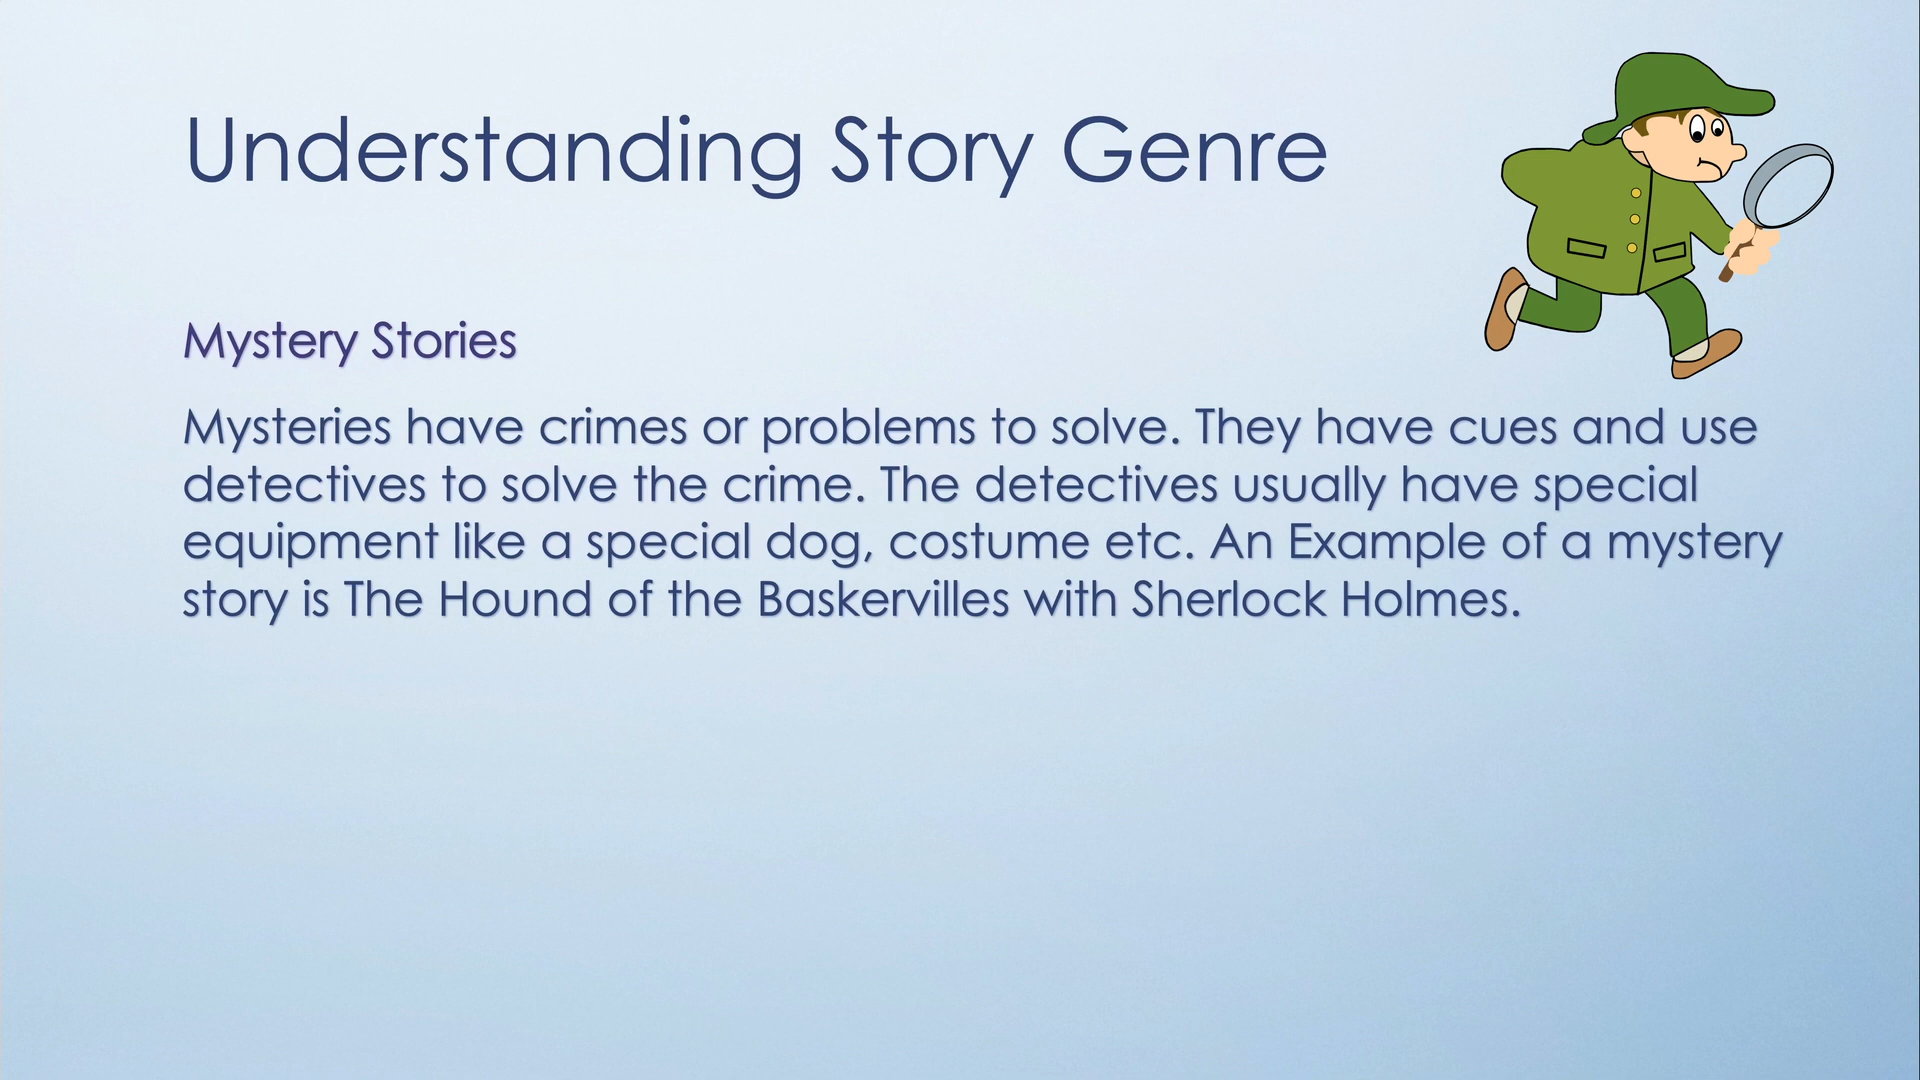 Understanding Story Genre
Mystery Stories
Mysteries have crimes or problems to solve. They have cues and use
detectives to solve the crime. The detectives usually have special
equipment like a special dog, costume etc. An Example of a mystery
story is The Hound of the Baskervilles with Sherlock Holmes.